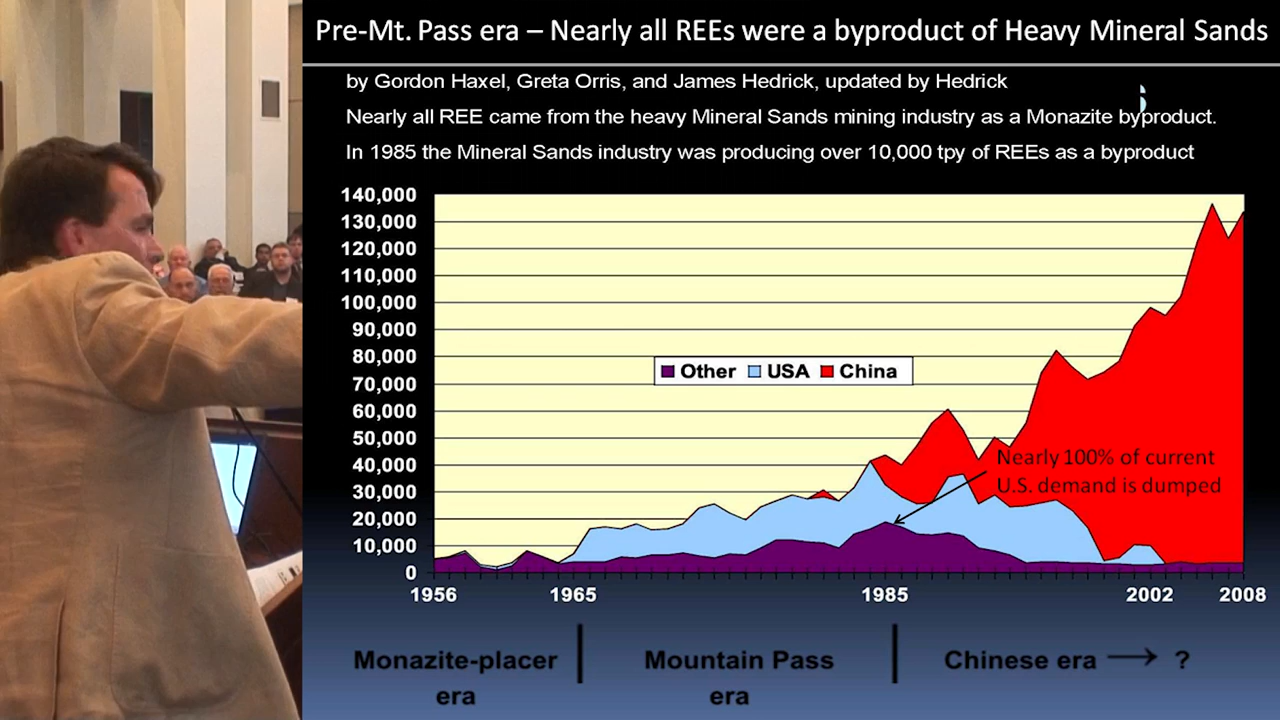 Pre-Mt. Pass era – Nearly all REEs were a byproduct of Heavy Mineral Sands
by Gordon Haxel, Greta Orris, and James Hedrick, updated by Hedrick
Nearly all REE came from the heavy Mineral Sands mining industry as a Monazite byproduct.
In 1985 the Mineral Sands industry was producing over 10,000 tpy of REEs as a byproduct
140,000
130,000
120,000
110,000
100,000
90,000
80,000
70,000
60,000
50,000
40,000
30,000
20,000
10,000
0
Other USA China
Nearly 100% of current
U.S. demand is dumped
1956 1965 1985 2002 2008
Monazite-placer
era
Mountain Pass
era
Chinese era → ?